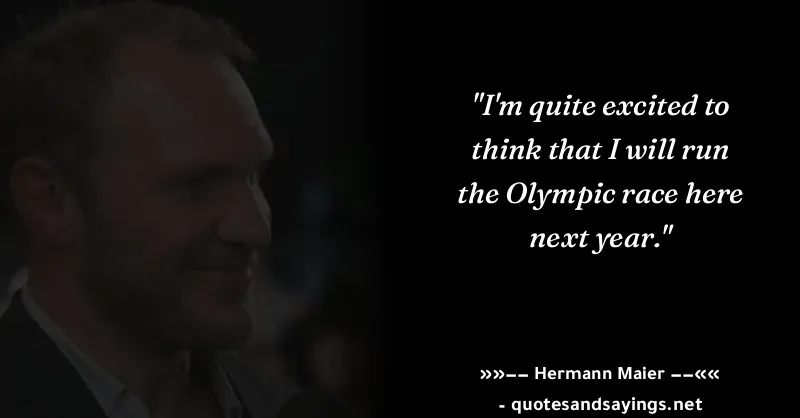 "I'm quite excited to
think that I will run
the Olympic race here
next year."
»»–– Hermann Maier ––««
- quotesandsayings.net